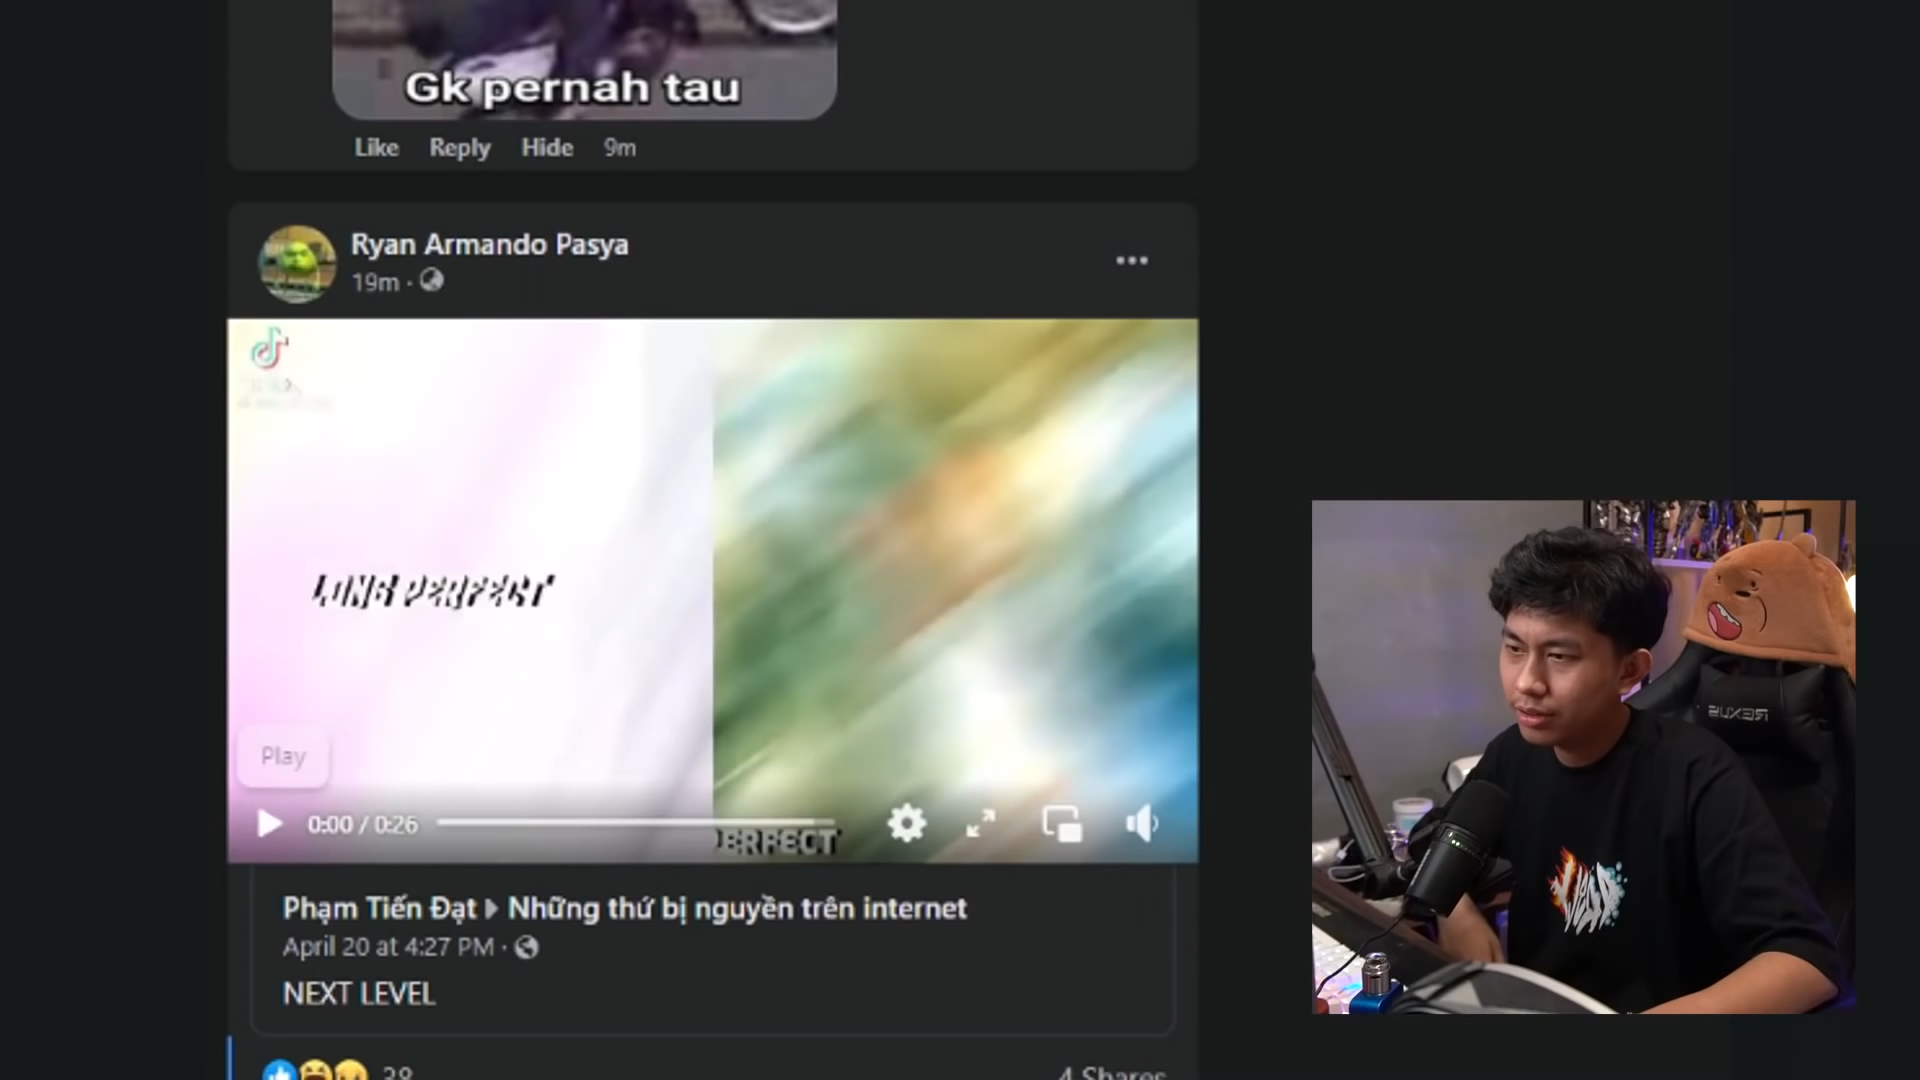 Gk pernah tau
Like Reply Hide 9m
Ryan Armando Pasya
19m ·
LONG PERFECT
Play
0:00 / 0:26
PERFECT
Phạm Tiến Đạt Những thứ bị nguyền trên internet
April 20 at 4:27 PM ·
NEXT LEVEL
38
4 Shares
REXUS